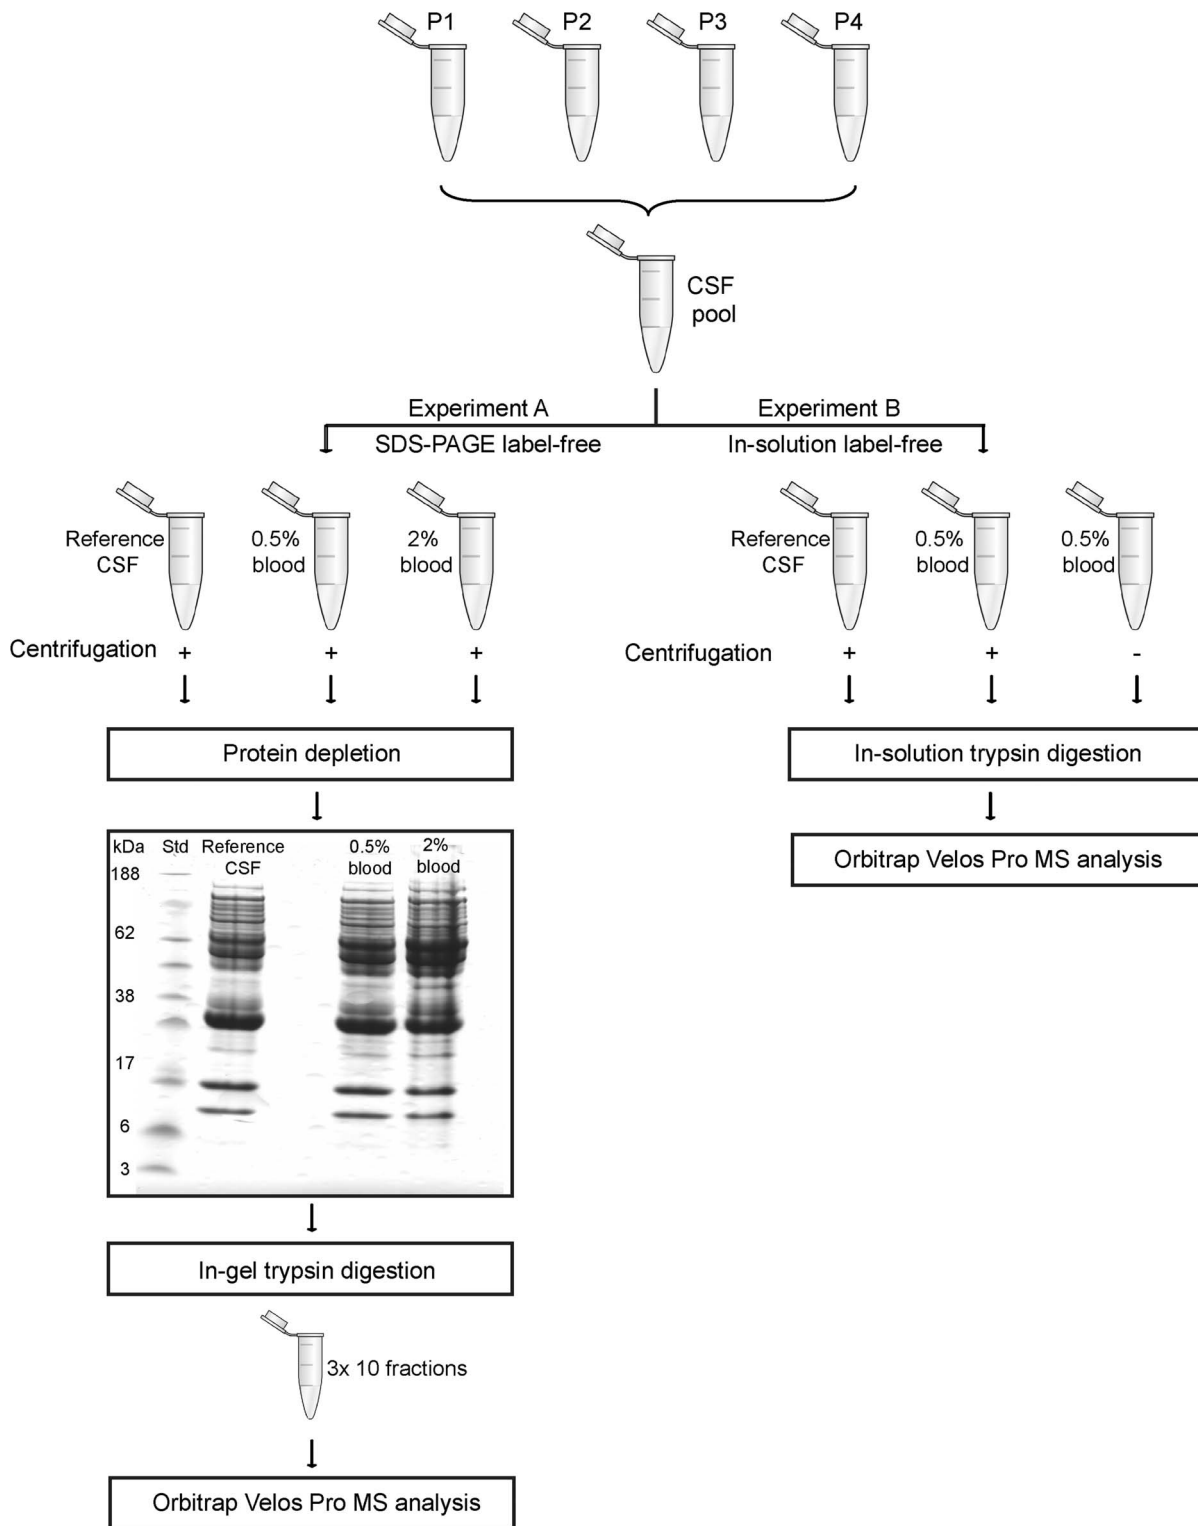 P1 P2 P3 P4
CSF
pool
Experiment A Experiment B
SDS-PAGE label-free In-solution label-free
Reference
CSF
0.5%
blood
2%
blood
Reference
CSF
0.5%
blood
0.5%
blood
Centrifugation + + +
Centrifugation + + -
Protein depletion
In-solution trypsin digestion
Orbitrap Velos Pro MS analysis
kDa Std Reference
CSF
0.5%
blood
2%
blood
188
62
38
17
6
3
In-gel trypsin digestion
3x 10 fractions
Orbitrap Velos Pro MS analysis